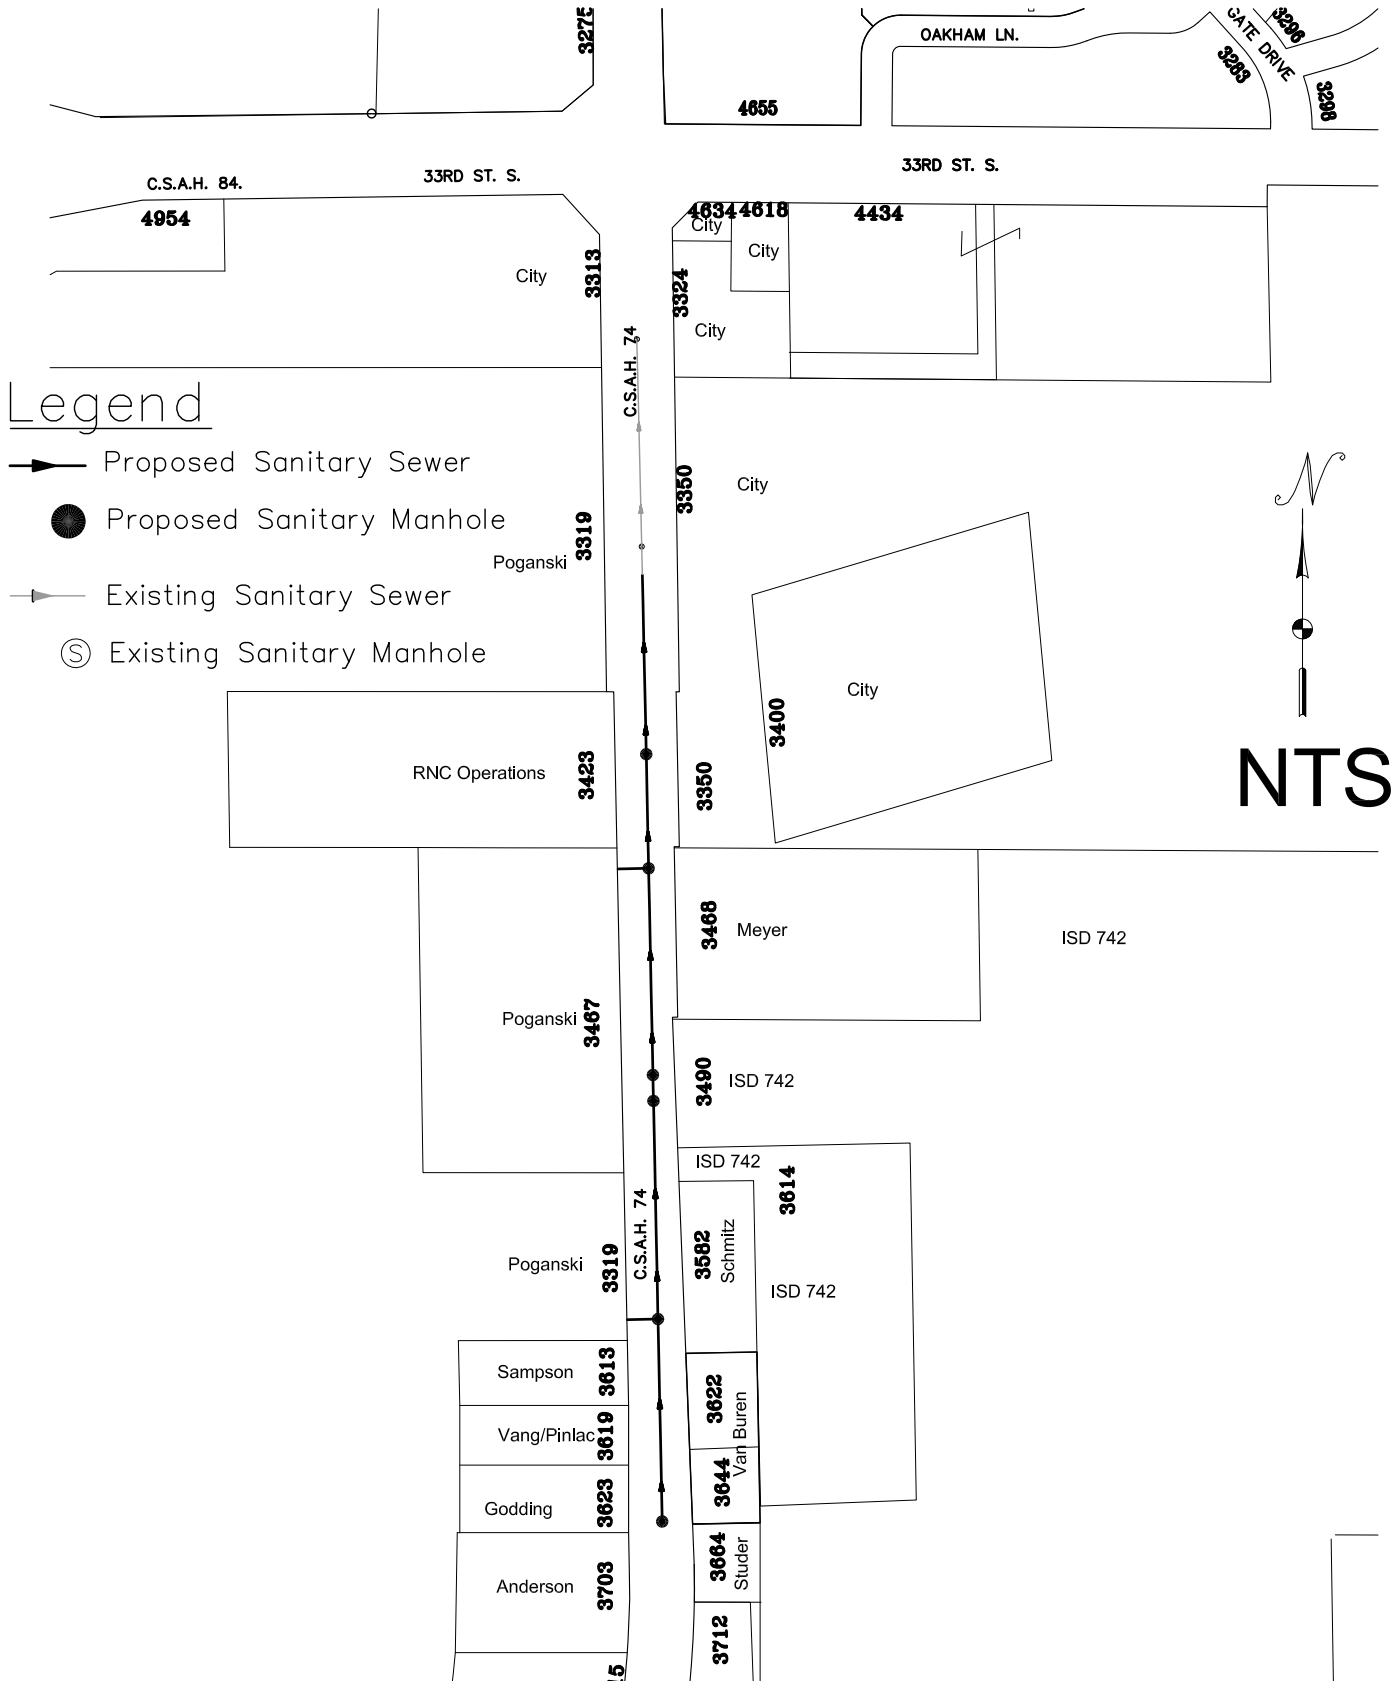 3275
OAKHAM LN.
GATE DRIVE
3296
3283
3298
4655
C.S.A.H. 84.
33RD ST. S.
33RD ST. S.
4954
4634
4618
4434
City
City
City
3313
3324
City
C.S.A.H. 74
Legend
Proposed Sanitary Sewer
Proposed Sanitary Manhole
Existing Sanitary Sewer
S
Existing Sanitary Manhole
3350
City
3319
Poganski
N
City
3400
NTS
RNC Operations
3423
3350
3468
Meyer
ISD 742
Poganski
3467
3490
ISD 742
ISD 742
3614
C.S.A.H. 74
3582
Schmitz
Poganski
3319
ISD 742
Sampson
3613
3622
Van Buren
Vang/Pinlac
3619
3644
Godding
3623
3664
Studer
Anderson
3703
3712